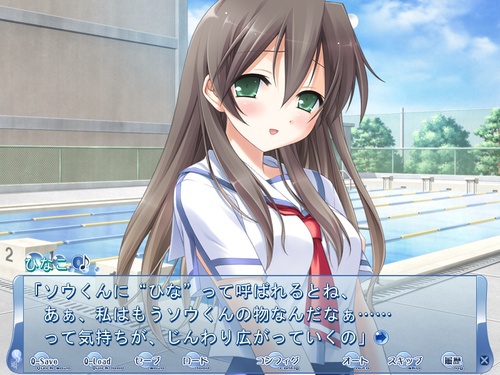 2
ひなこ
「ソウくんに“ひな”って呼ばれるとね、
あぁ、私はもうソウくんの物なんだなぁ……
って気持ちが、じんわり広がっていくの」
Q-Save Q-Load セーブ ロード コンフィグ オート スキップ 履歴